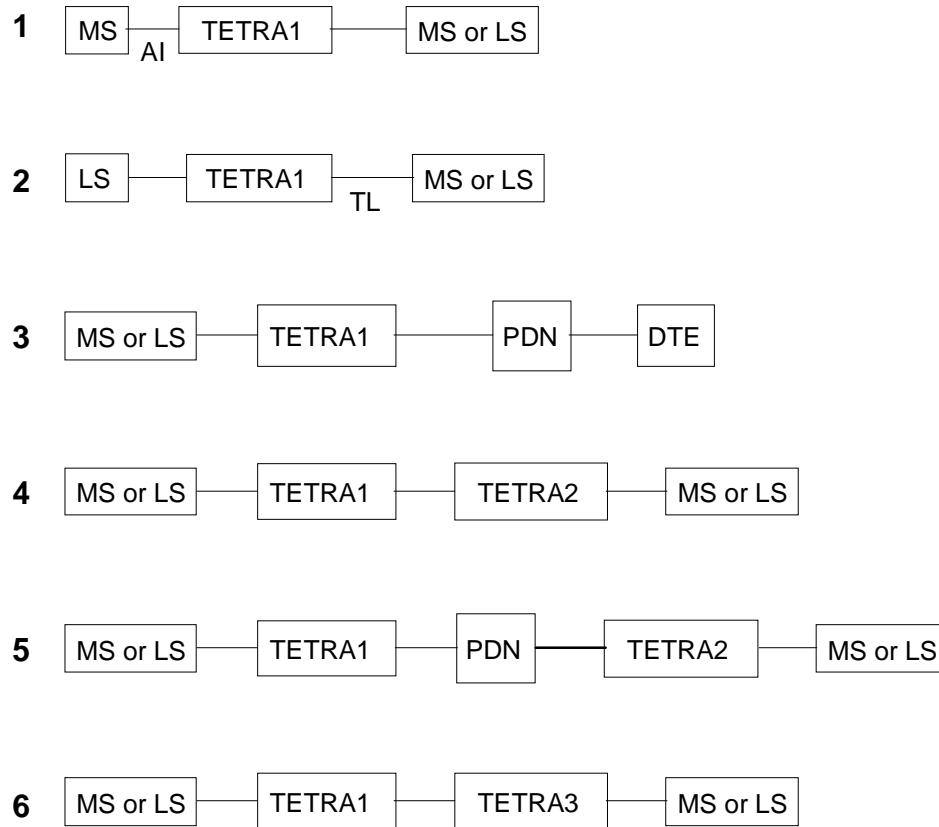 1 MS AI TETRA1 MS or LS
2 LS TETRA1 TL MS or LS
3 MS or LS TETRA1 PDN DTE
4 MS or LS TETRA1 TETRA2 MS or LS
5 MS or LS TETRA1 PDN TETRA2 MS or LS
6 MS or LS TETRA1 TETRA3 MS or LS